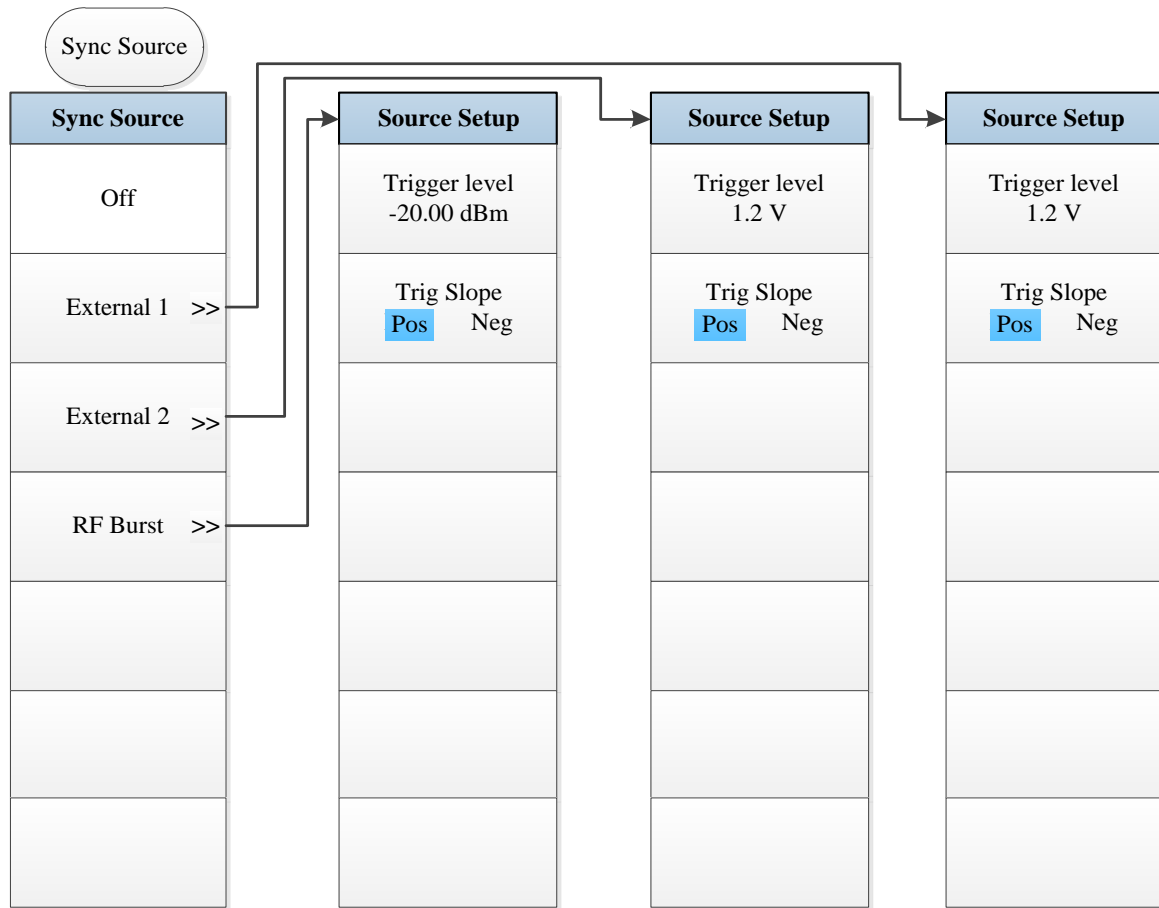 Sync Source
Sync Source
Off
External 1 >>
External 2 >>
RF Burst >>
Source Setup
Trigger level
-20.00 dBm
Trig Slope
Pos Neg
Source Setup
Trigger level
1.2 V
Trig Slope
Pos Neg
Source Setup
Trigger level
1.2 V
Trig Slope
Pos Neg